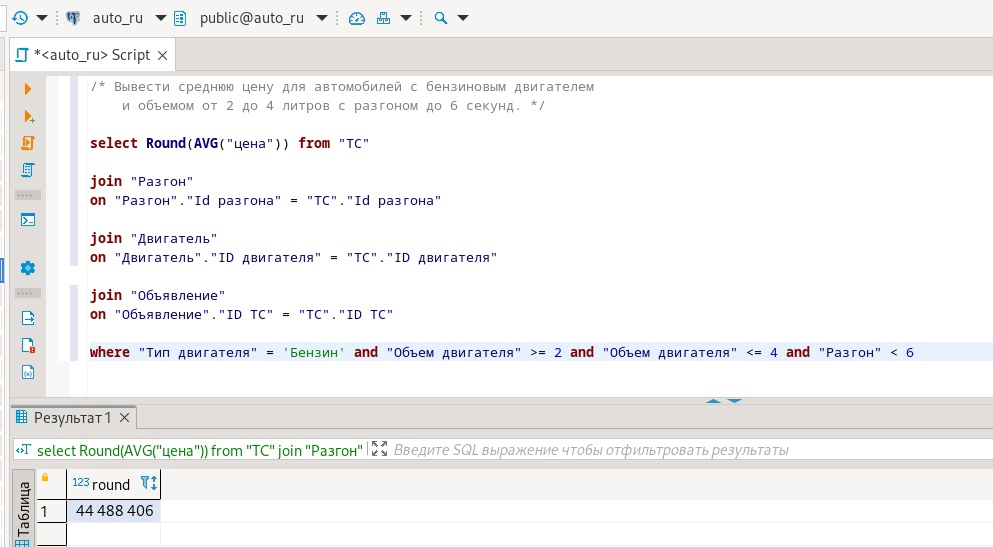 auto_ru public@auto_ru
*<auto_ru> Script
/* Вывести среднюю цену для автомобилей с бензиновым двигателем
и объемом от 2 до 4 литров с разгоном до 6 секунд. */
select Round(AVG("цена")) from "ТС"
join "Разгон"
on "Разгон"."Id разгона" = "ТС"."Id разгона"
join "Двигатель"
on "Двигатель"."ID двигателя" = "ТС"."ID двигателя"
join "Объявление"
on "Объявление"."ID ТС" = "ТС"."ID ТС"
where "Тип двигателя" = 'Бензин' and "Объем двигателя" >= 2 and "Объем двигателя" <= 4 and "Разгон" < 6
Результат 1
select Round(AVG("цена")) from "ТС" join "Разгон" Введите SQL выражение чтобы отфильтровать результаты
Таблица
123 round
1 44 488 406